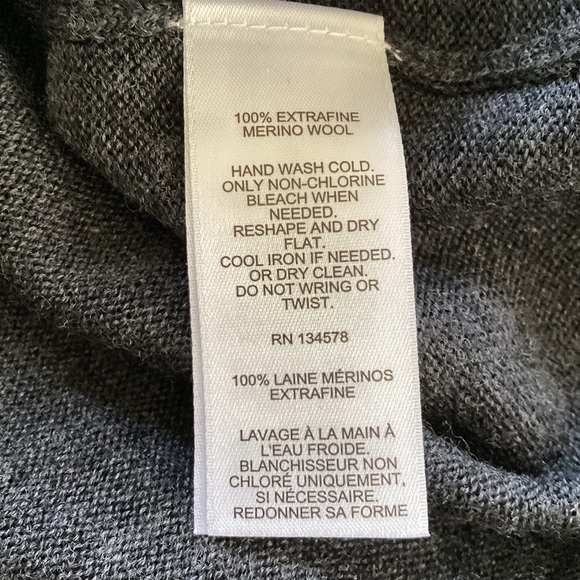 100% EXTRAFINE
MERINO WOOL
HAND WASH COLD.
ONLY NON-CHLORINE
BLEACH WHEN
NEEDED.
RESHAPE AND DRY
FLAT.
COOL IRON IF NEEDED.
OR DRY CLEAN.
DO NOT WRING OR
TWIST.
RN 134578
100% LAINE MÉRINOS
EXTRAFINE
LAVAGE À LA MAIN À
L'EAU FROIDE.
BLANCHISSEUR NON
CHLORÉ UNIQUEMENT,
SI NÉCESSAIRE.
REDONNER SA FORME